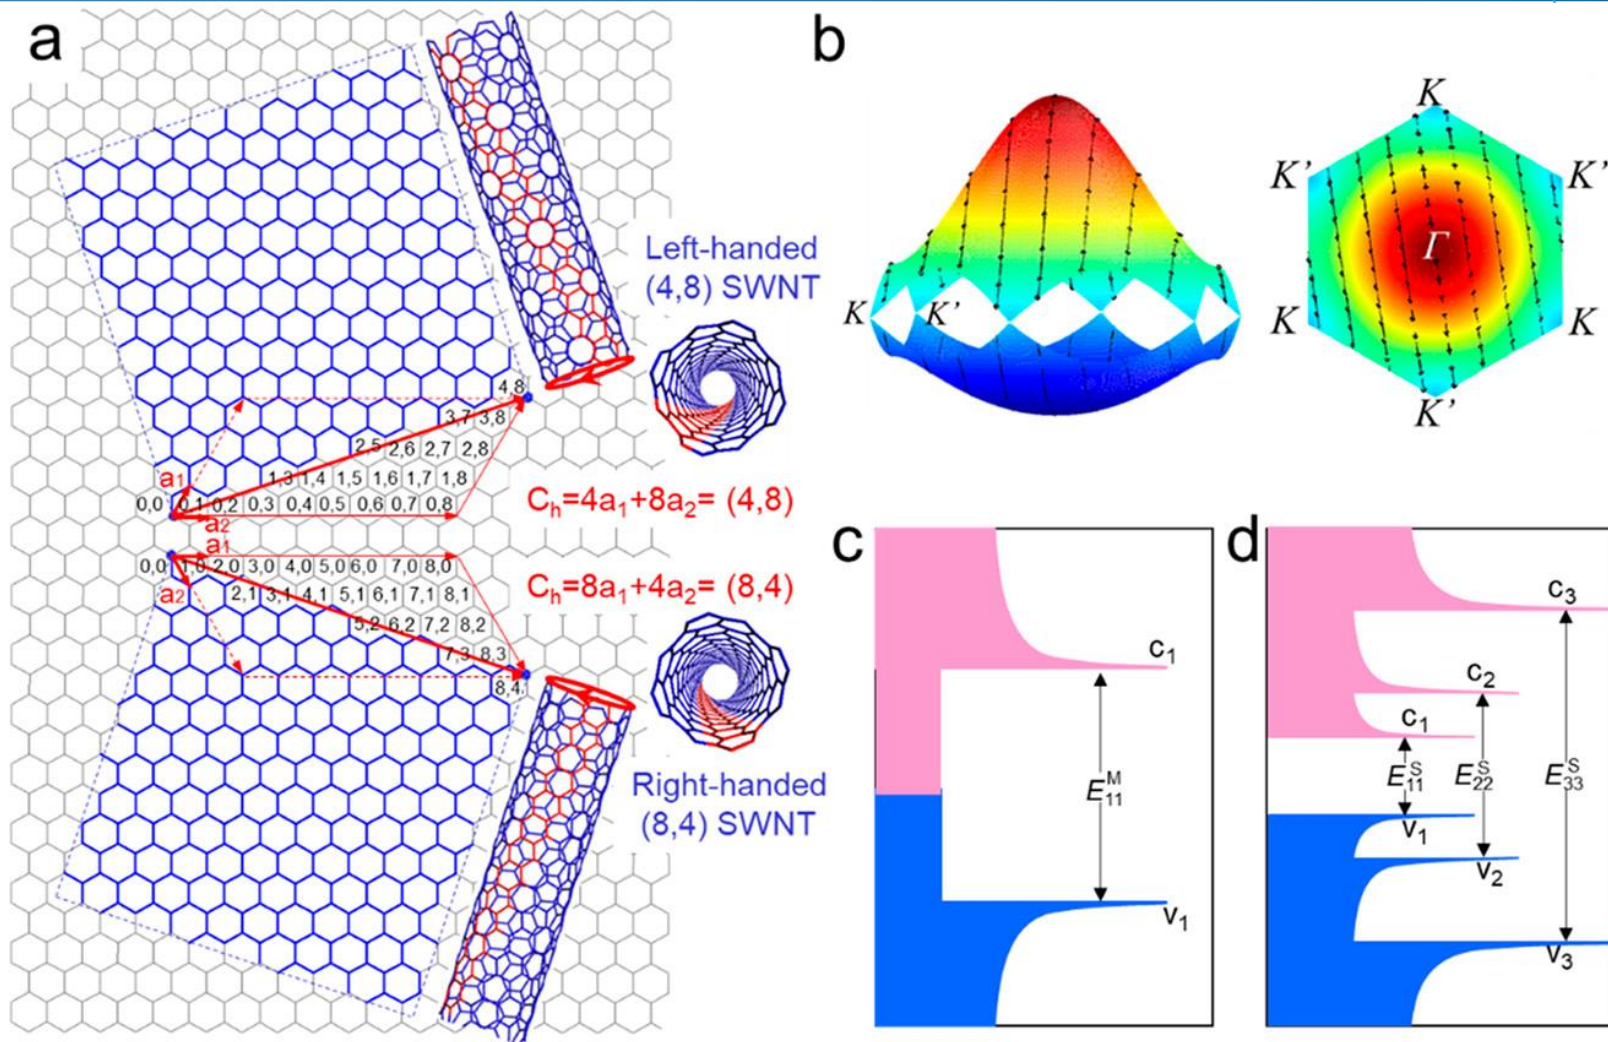 a
4,8
3,7 3,8
2,5 2,6 2,7 2,8
1,3 1,4 1,5 1,6 1,7 1,8
a1
0,0 0,1 0,2 0,3 0,4 0,5 0,6 0,7 0,8
a2
Left-handed
(4,8) SWNT
Ch=4a1+8a2= (4,8)
a1
0,0 1,0 2,0 3,0 4,0 5,0 6,0 7,0 8,0
a2
2,1 3,1 4,1 5,1 6,1 7,1 8,1
5,2 6,2 7,2 8,2
7,3 8,3
8,4
Ch=8a1+4a2= (8,4)
Right-handed
(8,4) SWNT
b
K K'
K
K' K'
Γ
K K
K'
c
c1
E11M
v1
d
c3
c2
c1
E11S E22S E33S
v1
v2
v3